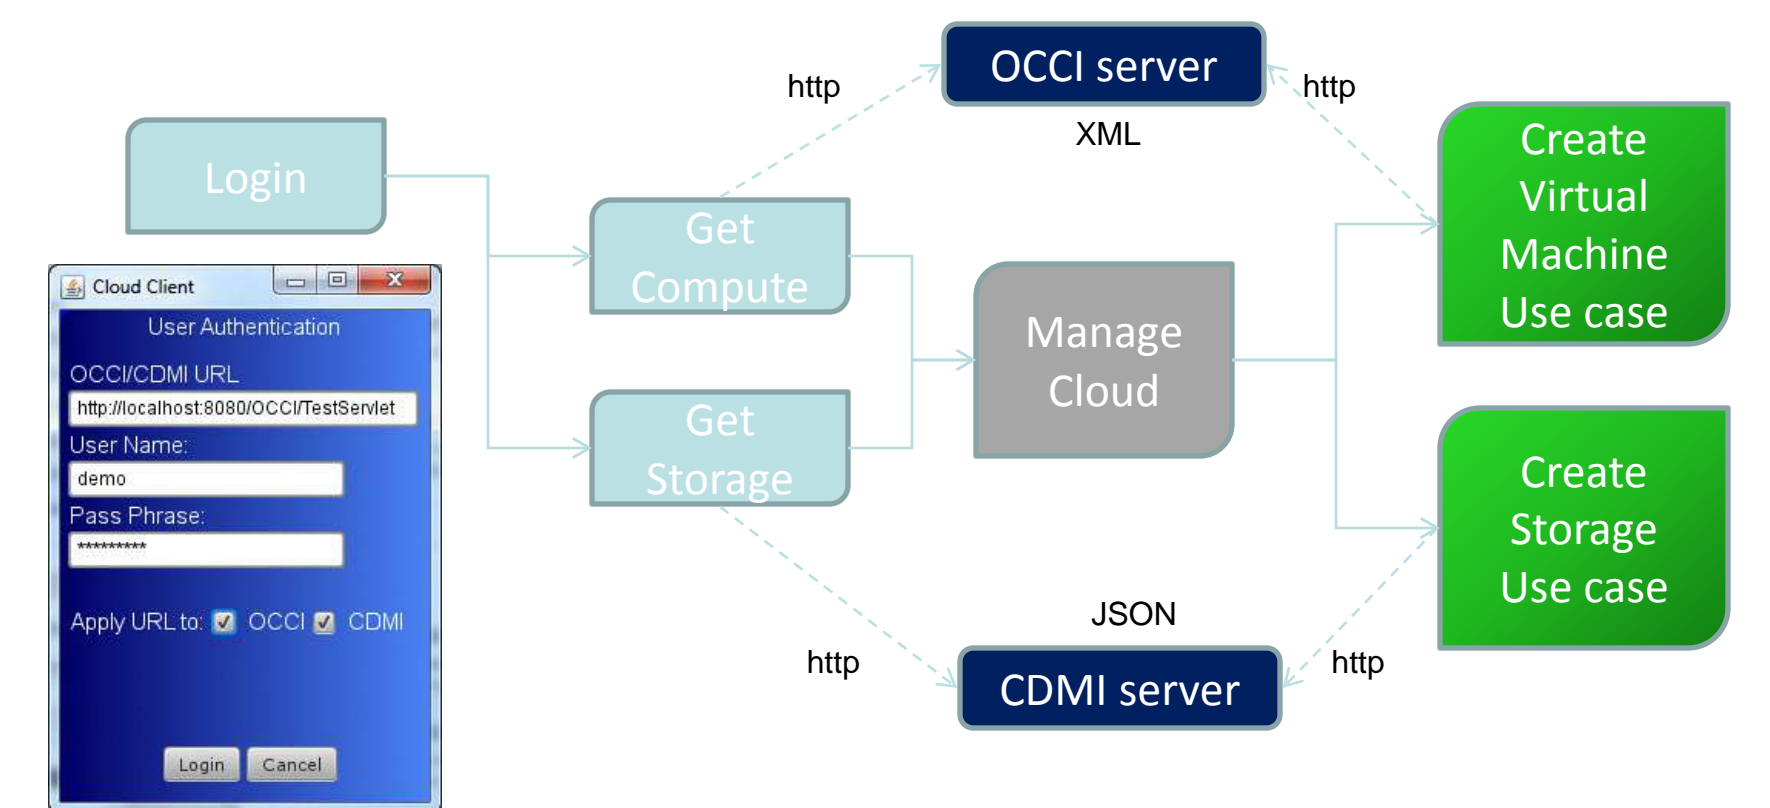 OCCI server
http
http
XML
Login
Create
Virtual
Machine
Use case
Get
Compute
Manage
Cloud
Get
Storage
Create
Storage
Use case
JSON
http
http
CDMI server
Cloud Client
User Authentication
OCCI/CDMI URL
http://localhost:8080/OCCI/TestServlet
User Name:
demo
Pass Phrase:
*********
Apply URL to: OCCI CDMI
Login Cancel